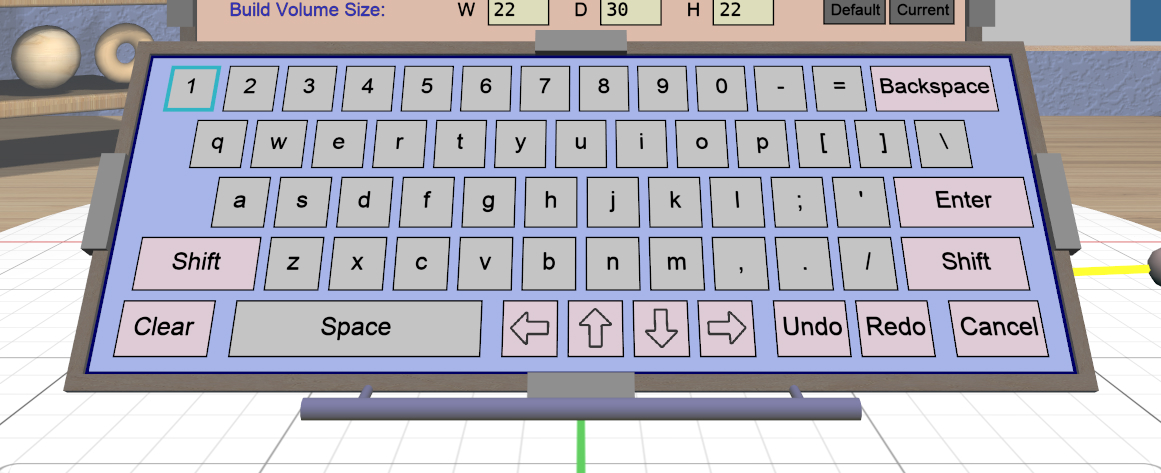 Build Volume Size: W 22 D 30 H 22 Default Current
1 2 3 4 5 6 7 8 9 0 - = Backspace
q w e r t y u i o p [ ] \
a s d f g h j k l ; ' Enter
Shift z x c v b n m , . / Shift
Clear Space Undo Redo Cancel